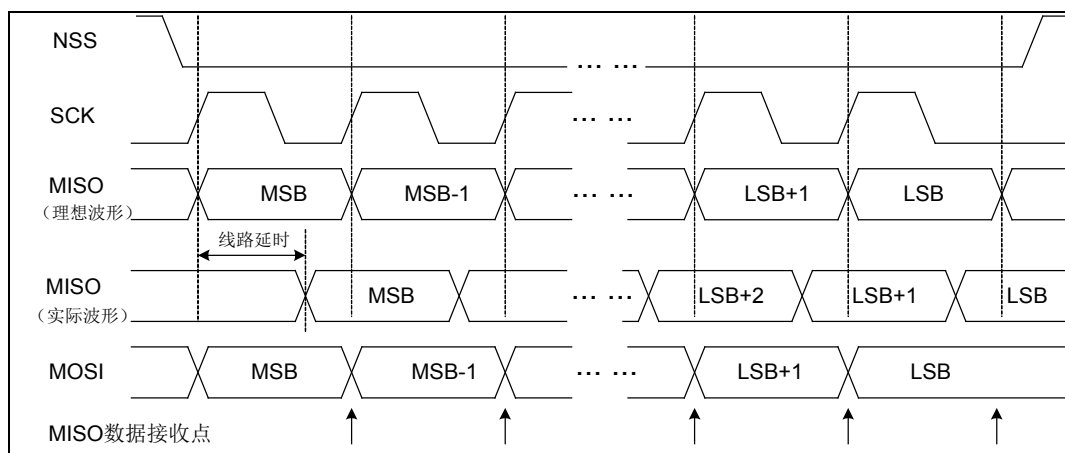 NSS
... ...
SCK
... ...
MISO
(理想波形)
MSB
MSB-1
... ...
LSB+1
LSB
线路延时
MISO
(实际波形)
MSB
... ...
LSB+2
LSB+1
LSB
MOSI
MSB
MSB-1
... ...
LSB+1
LSB
MISO数据接收点